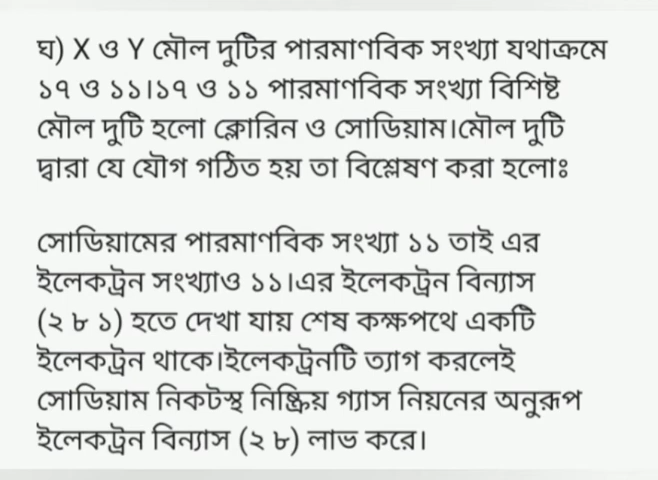 ঘ) X ও Y মৌল দুটির পারমাণবিক সংখ্যা যথাক্রমে
১৭ ও ১১।১৭ ও ১১ পারমাণবিক সংখ্যা বিশিষ্ট
মৌল দুটি হলো ক্লোরিন ও সোডিয়াম।মৌল দুটি
দ্বারা যে যৌগ গঠিত হয় তা বিশ্লেষণ করা হলোঃ
সোডিয়ামের পারমাণবিক সংখ্যা ১১ তাই এর
ইলেকট্রন সংখ্যাও ১১।এর ইলেকট্রন বিন্যাস
(২ ৮ ১) হতে দেখা যায় শেষ কক্ষপথে একটি
ইলেকট্রন থাকে।ইলেকট্রনটি ত্যাগ করলেই
সোডিয়াম নিকটস্থ নিষ্ক্রিয় গ্যাস নিয়নের অনুরূপ
ইলেকট্রন বিন্যাস (২ ৮) লাভ করে।